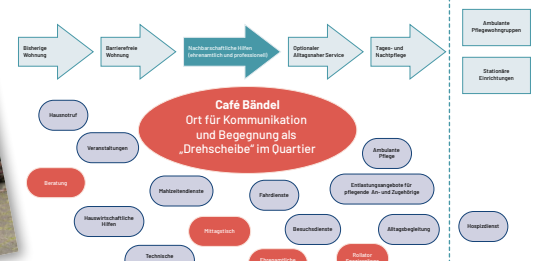 Bisherige
Wohnung
Barrierefreie
Wohnung
Nachbarschaftliche Hilfen
(ehrenamtlich und professionell)
Optionaler
Alltagsnaher Service
Tages- und
Nachtpflege
Ambulante
Pflegewohngruppen
Stationäre
Einrichtungen
Café Bändel
Ort für Kommunikation
und Begegnung als
„Drehscheibe“ im Quartier
Hausnotruf
Veranstaltungen
Ambulante
Pflege
Beratung
Mahlzeitendienste
Fahrdienste
Entlastungsangebote für
pflegende An- und Zugehörige
Hauswirtschaftliche
Hilfen
Mittagstisch
Besuchsdienste
Alltagsbegleitung
Hospizdienst
Technische
Ehrenamtliche
Rollator